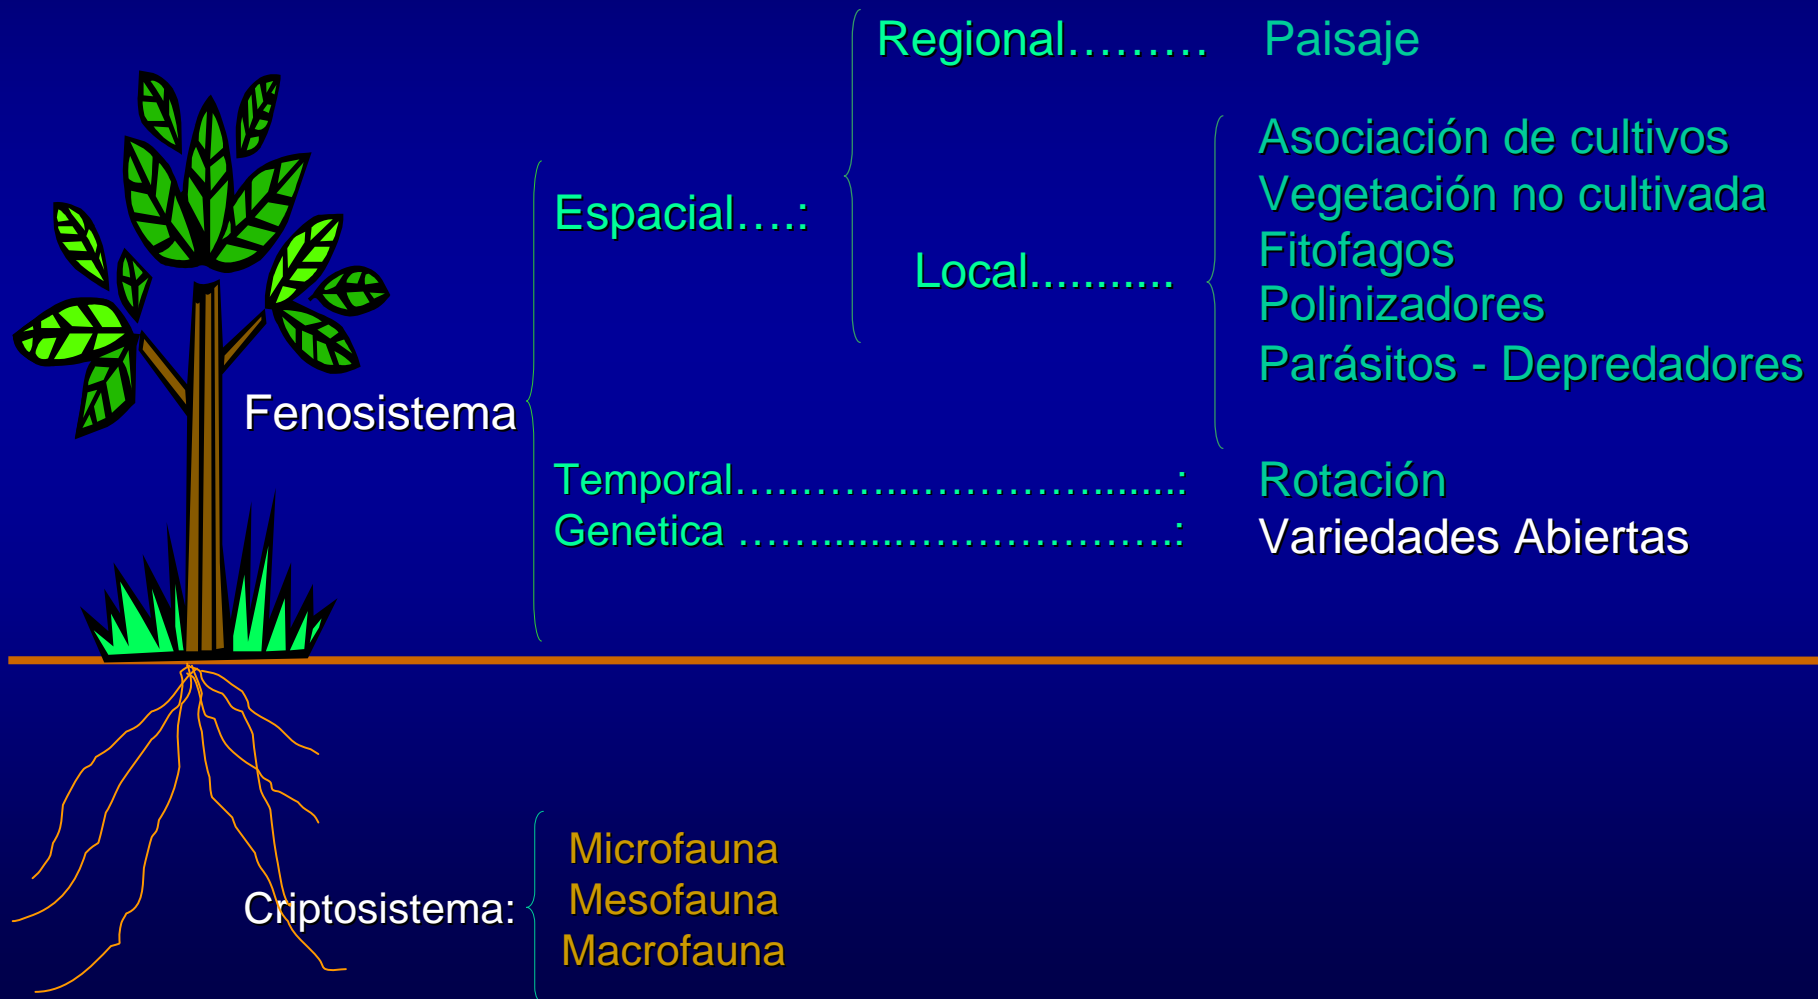 Regional……… Paisaje
Asociación de cultivos
Vegetación no cultivada
Espacial….:
Fitofagos
Local...........
Polinizadores
Parásitos - Depredadores
Fenosistema
Temporal…..……...………….......: Rotación
Genetica …….......……………….: Variedades Abiertas
Microfauna
Criptosistema:
Mesofauna
Macrofauna